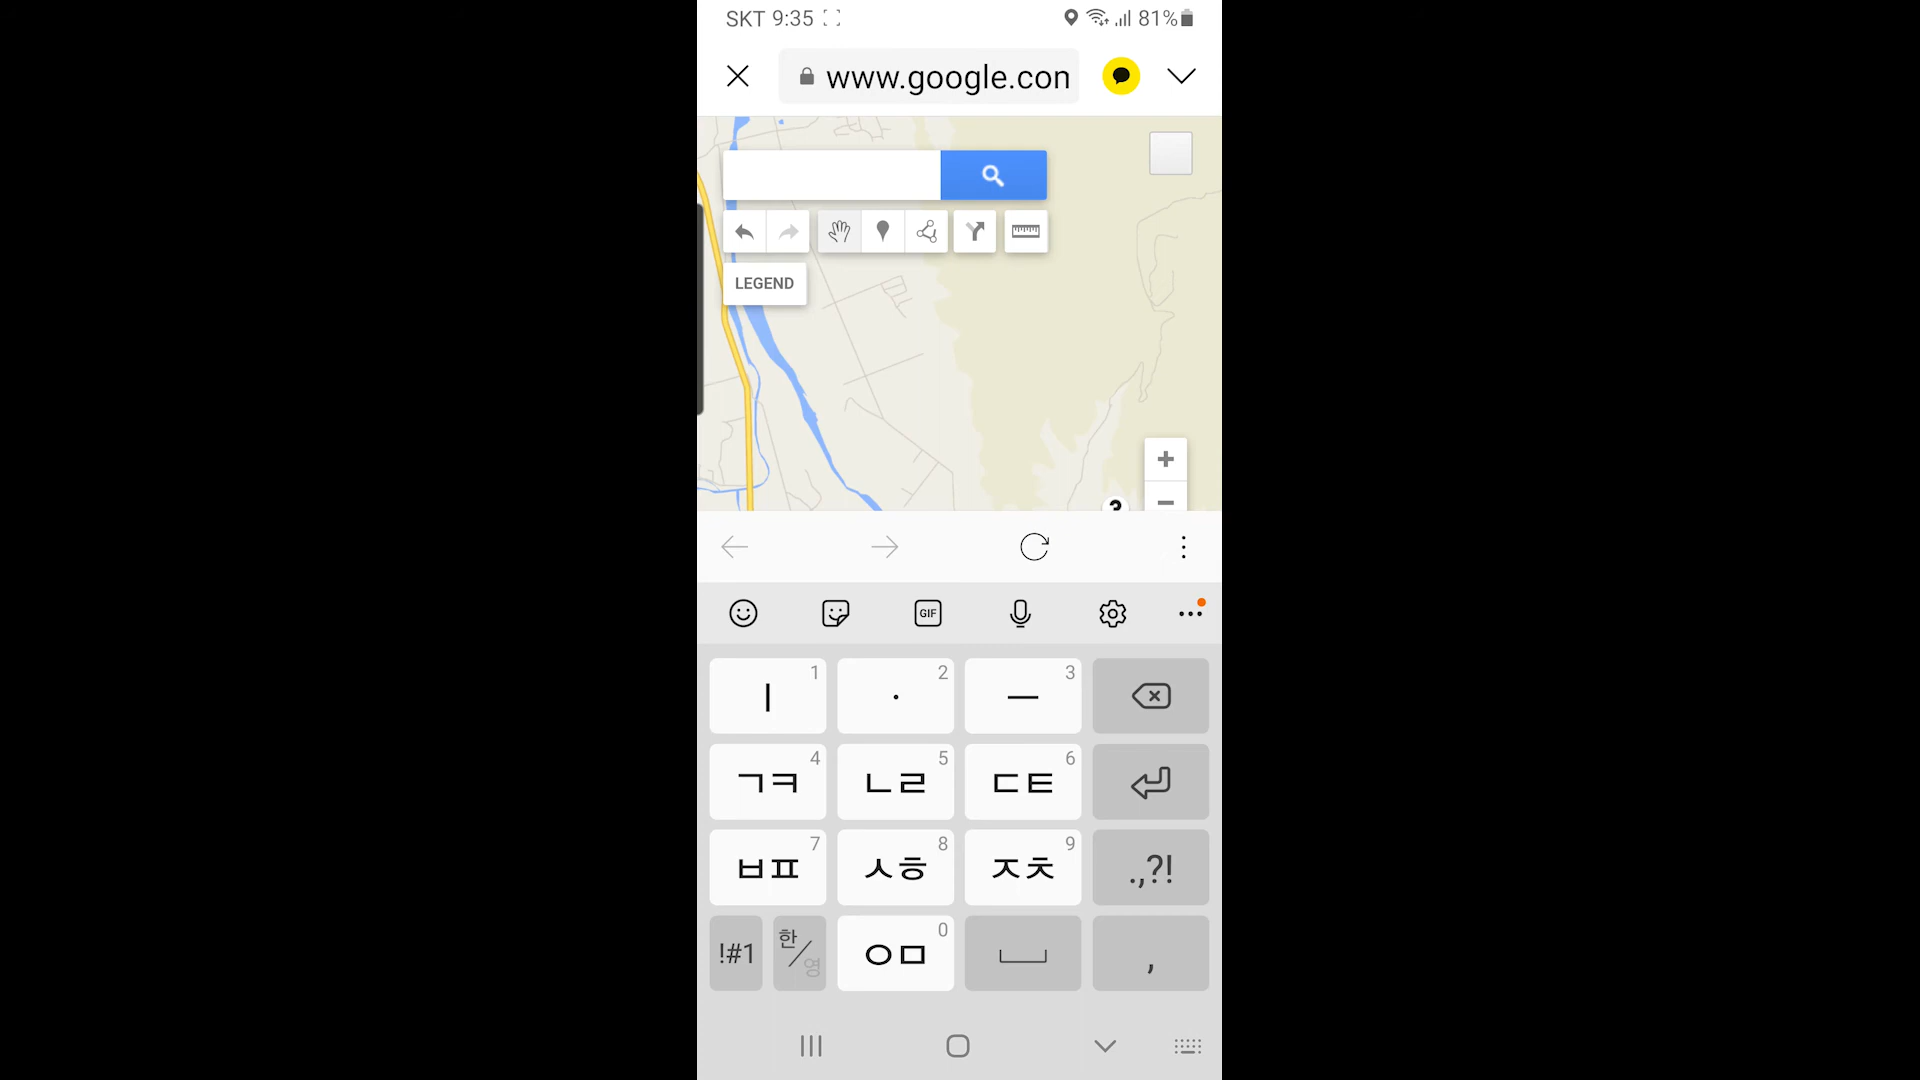 SKT 9:35 81%
www.google.con
LEGEND
GIF
ㅣ 1 · 2 ㅡ 3
ㄱㅋ 4 ㄴㄹ 5 ㄷㅌ 6
ㅂㅍ 7 ㅅㅎ 8 ㅈㅊ 9 .,?!
!#1 한/영 ㅇㅁ 0 ,